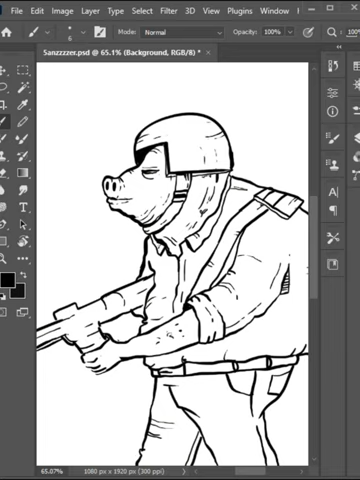 File Edit Image Layer Type Select Filter 3D View Plugins Window Help
Mode: Normal Opacity: 100%
Sanzzzzer.psd @ 65.1% (Background, RGB/8) *
65.07% 1080 px x 1920 px (300 ppi)